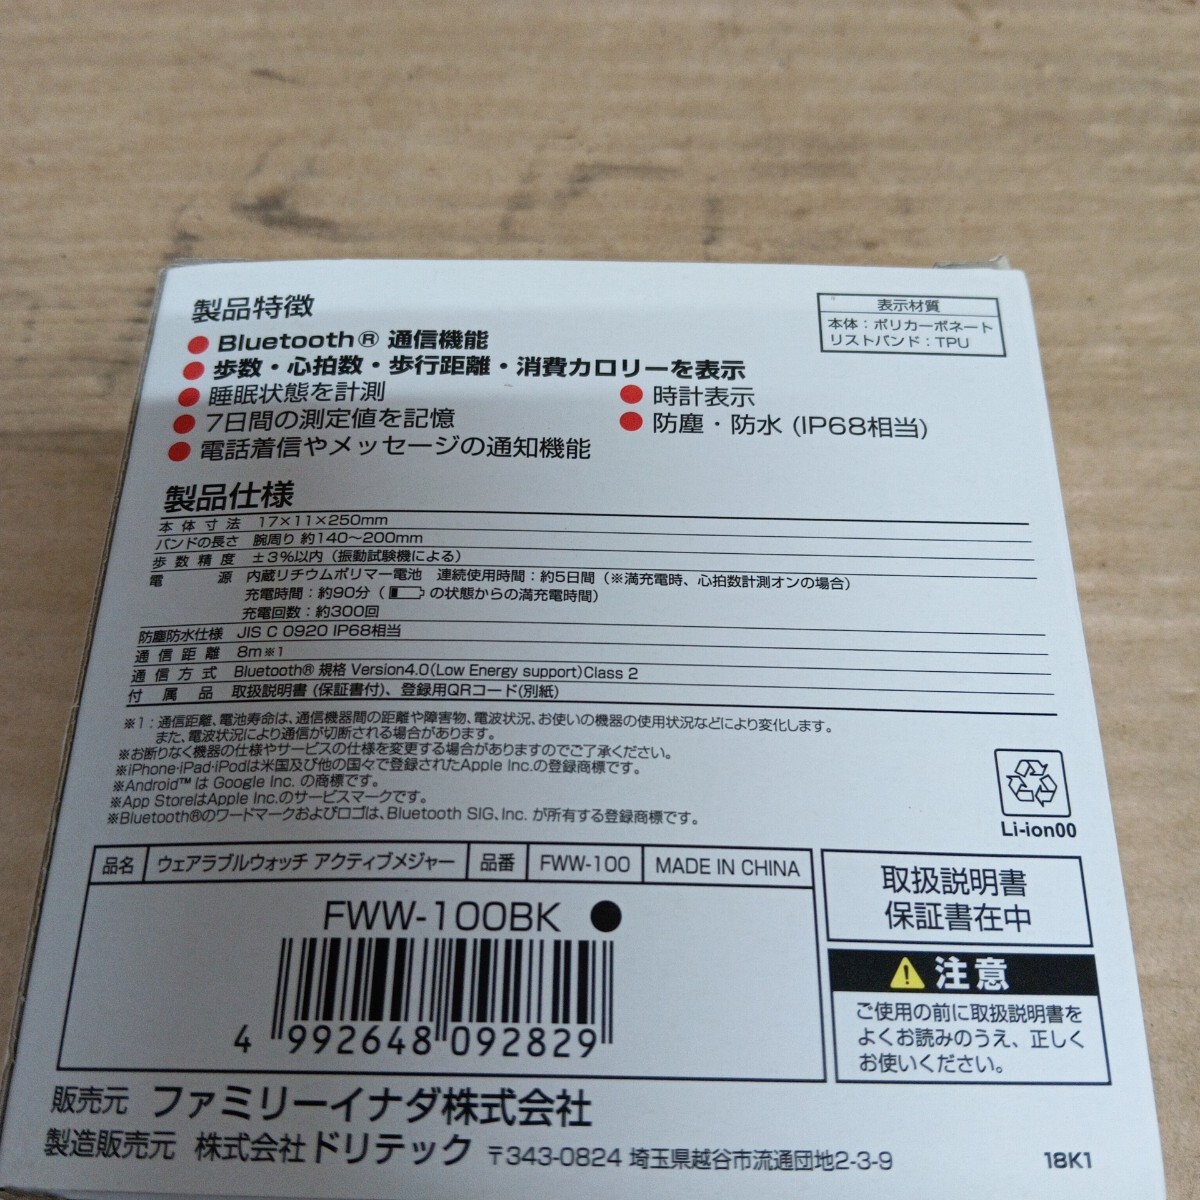 製品特徴
● Bluetooth® 通信機能
● 歩数・心拍数・歩行距離・消費カロリーを表示
● 睡眠状態を計測
● 7日間の測定値を記憶
● 電話着信やメッセージの通知機能
● 時計表示
● 防塵・防水 (IP68相当)
表示材質
本体：ポリカーボネート
リストバンド：TPU
製品仕様
本体寸法 17×11×250mm
バンドの長さ 腕周り 約140〜200mm
歩数精度 ±3%以内（振動試験機による）
電源 内蔵リチウムポリマー電池 連続使用時間：約5日間（※満充電時、心拍数計測オンの場合）
充電時間：約90分（ の状態からの満充電時間）
充電回数：約300回
防塵防水仕様 JIS C 0920 IP68相当
通信距離 8m※1
通信方式 Bluetooth® 規格 Version4.0(Low Energy support)Class 2
付属品 取扱説明書 (保証書付)、登録用QRコード(別紙)
※1：通信距離、電池寿命は、通信機器間の距離や障害物、電波状況、お使いの機器の使用状況などにより変化します。
また、電波状況により通信が切断される場合があります。
※お断りなく機器の仕様やサービスの仕様を変更する場合がありますのでご了承ください。
※iPhone・iPad・iPodは米国及び他の国々で登録されたApple Inc.の登録商標です。
※Android™ は Google Inc. の商標です。
※App StoreはApple Inc.のサービスマークです。
※Bluetooth®のワードマークおよびロゴは、Bluetooth SIG, Inc. が所有する登録商標です。
Li-ion00
品名 ウェアラブルウォッチ アクティブメジャー 品番 FWW-100 MADE IN CHINA
FWW-100BK ●
4 992648 092829
取扱説明書
保証書在中
注意
ご使用の前に取扱説明書を
よくお読みのうえ、正しく
お使いください。
販売元 ファミリーイナダ株式会社
製造販売元 株式会社ドリテック 〒343-0824 埼玉県越谷市流通団地2-3-9
18K1